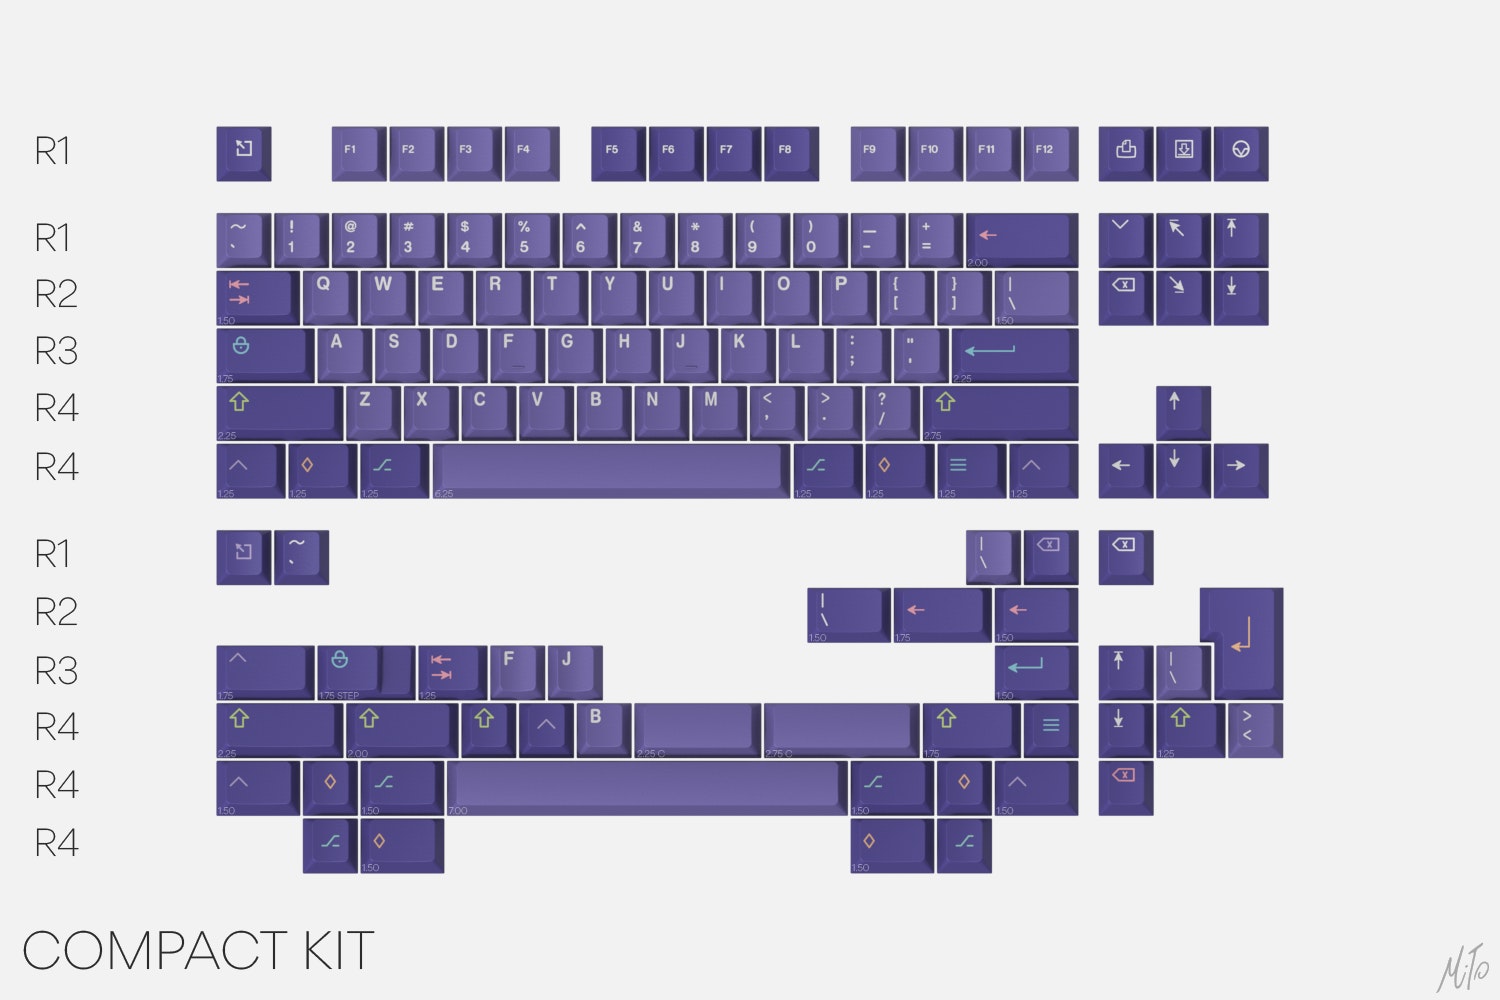 R1 F1 F2 F3 F4 F5 F6 F7 F8 F9 F10 F11 F12
R1 ~ ! @ # $ % ^ & * ( ) — +
` 1 2 3 4 5 6 7 8 9 0 - =
2.00
R2 Q W E R T Y U I O P { } |
[ ] \
1.50 1.50
R3 A S D F G H J K L : "
_ _ ; '
1.75 2.25
R4 Z X C V B N M < > ?
, . /
2.25 2.75
R4
1.25 1.25 1.25 6.25 1.25 1.25 1.25 1.25
R1 ~ |
` \
R2 |
\
1.50 1.75 1.50
R3 F J |
\
1.75 1.75 STEP 1.25 1.50
R4 B >
<
2.25 2.00 2.25 C 2.75 C 1.75 1.25
R4
1.50 1.50 7.00 1.50 1.50
R4
1.50 1.50
COMPACT KIT
MiTo